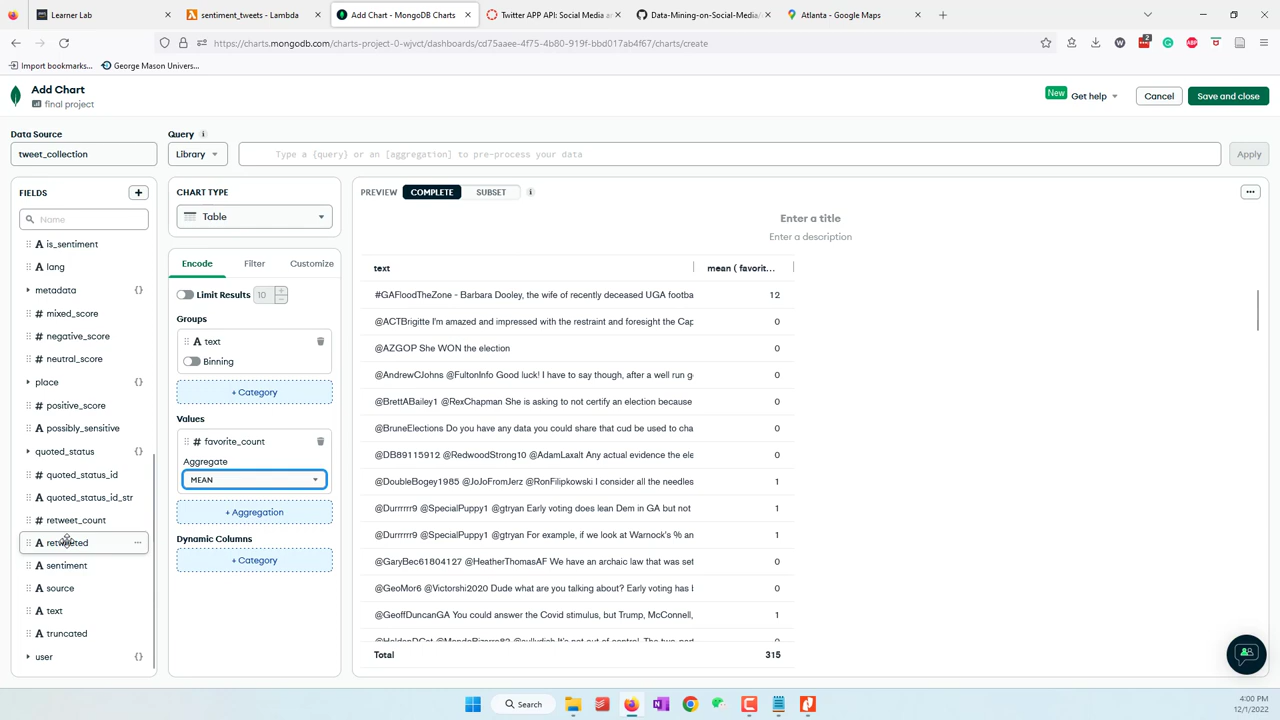 Learner Lab
sentiment_tweets - Lambda
Add Chart - MongoDB Charts
Twitter APP API: Social Media ar
Data-Mining-on-Social-Media/
Atlanta - Google Maps
https://charts.mongodb.com/charts-project-0-wjvct/dashboards/cd75aaee-4f75-4b80-919f-bbd017ab4f67/charts/create
Import bookmarks...
George Mason Univers...
Add Chart
final project
New
Get help
Cancel
Save and close
Data Source
Query
tweet_collection
Library
Type a {query} or an [aggregation] to pre-process your data
Apply
FIELDS
Name
is_sentiment
lang
metadata
mixed_score
negative_score
neutral_score
place
positive_score
possibly_sensitive
quoted_status
quoted_status_id
quoted_status_id_str
retweet_count
retweeted
sentiment
source
text
truncated
user
CHART TYPE
Table
Encode
Filter
Customize
Limit Results
10
Groups
text
Binning
+ Category
Values
favorite_count
Aggregate
MEAN
+ Aggregation
Dynamic Columns
+ Category
PREVIEW
COMPLETE
SUBSET
Enter a title
Enter a description
text mean ( favorit...
#GAFloodTheZone - Barbara Dooley, the wife of recently deceased UGA footba 12
@ACTBrigitte I'm amazed and impressed with the restraint and foresight the Cap 0
@AZGOP She WON the election 0
@AndrewCJohns @FultonInfo Good luck! I have to say though, after a well run g 0
@BrettABailey1 @RexChapman She is asking to not certify an election because 0
@BruneElections Do you have any data you could share that cud be used to cha 0
@DB89115912 @RedwoodStrong10 @AdamLaxalt Any actual evidence the ele 0
@DoubleBogey1985 @JoJoFromJerz @RonFilipkowski I consider all the needles 1
@Durrrrrr9 @SpecialPuppy1 @gtryan Early voting does lean Dem in GA but not 1
@Durrrrrr9 @SpecialPuppy1 @gtryan For example, if we look at Warnock's % an 1
@GaryBec61804127 @HeatherThomasAF We have an archaic law that was set 0
@GeoMor6 @Victorshi2020 Dude what are you talking about? Early voting has b 0
@GeoffDuncanGA You could answer the Covid stimulus, but Trump, McConnell, 1
Total 315
Search
4:00 PM
12/1/2022